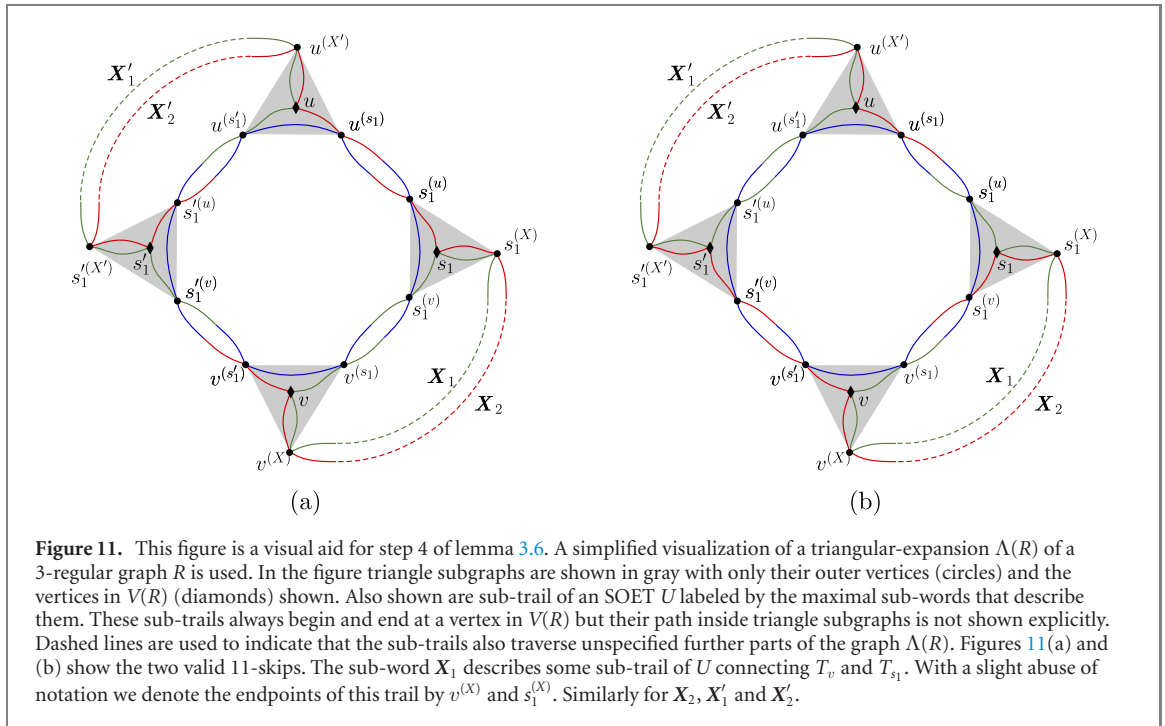 u^{(X′)}
X′_1
X′_2
u
u^{(s′_1)}
u^{(s_1)}
s′_1^{(u)}
s_1^{(u)}
s′_1^{(X′)}
s′_1
s_1
s_1^{(X)}
s′_1^{(v)}
s_1^{(v)}
v^{(s′_1)}
v^{(s_1)}
v
X_1
X_2
v^{(X)}
(a)
u^{(X′)}
X′_1
X′_2
u
u^{(s′_1)}
u^{(s_1)}
s′_1^{(u)}
s_1^{(u)}
s′_1^{(X′)}
s′_1
s_1
s_1^{(X)}
s′_1^{(v)}
s_1^{(v)}
v^{(s′_1)}
v^{(s_1)}
v
X_1
X_2
v^{(X)}
(b)
Figure 11. This figure is a visual aid for step 4 of lemma 3.6. A simplified visualization of a triangular-expansion Λ(R) of a
3-regular graph R is used. In the figure triangle subgraphs are shown in gray with only their outer vertices (circles) and the
vertices in V(R) (diamonds) shown. Also shown are sub-trail of an SOET U labeled by the maximal sub-words that describe
them. These sub-trails always begin and end at a vertex in V(R) but their path inside triangle subgraphs is not shown explicitly.
Dashed lines are used to indicate that the sub-trails also traverse unspecified further parts of the graph Λ(R). Figures 11(a) and
(b) show the two valid 11-skips. The sub-word X_1 describes some sub-trail of U connecting T_v and T_{s_1}. With a slight abuse of
notation we denote the endpoints of this trail by v^{(X)} and s_1^{(X)}. Similarly for X_2, X′_1 and X′_2.